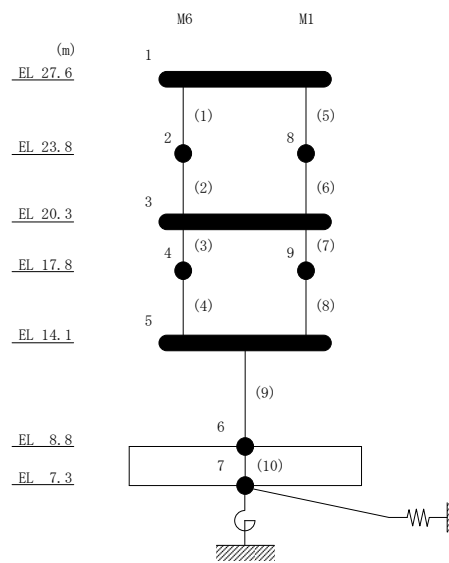 M6 M1
(m)
1
EL 27.6
(1) (5)
2 8
EL 23.8
(2) (6)
3
EL 20.3
(3) (7)
4 9
EL 17.8
(4) (8)
5
EL 14.1
(9)
6
EL 8.8
7 (10)
EL 7.3